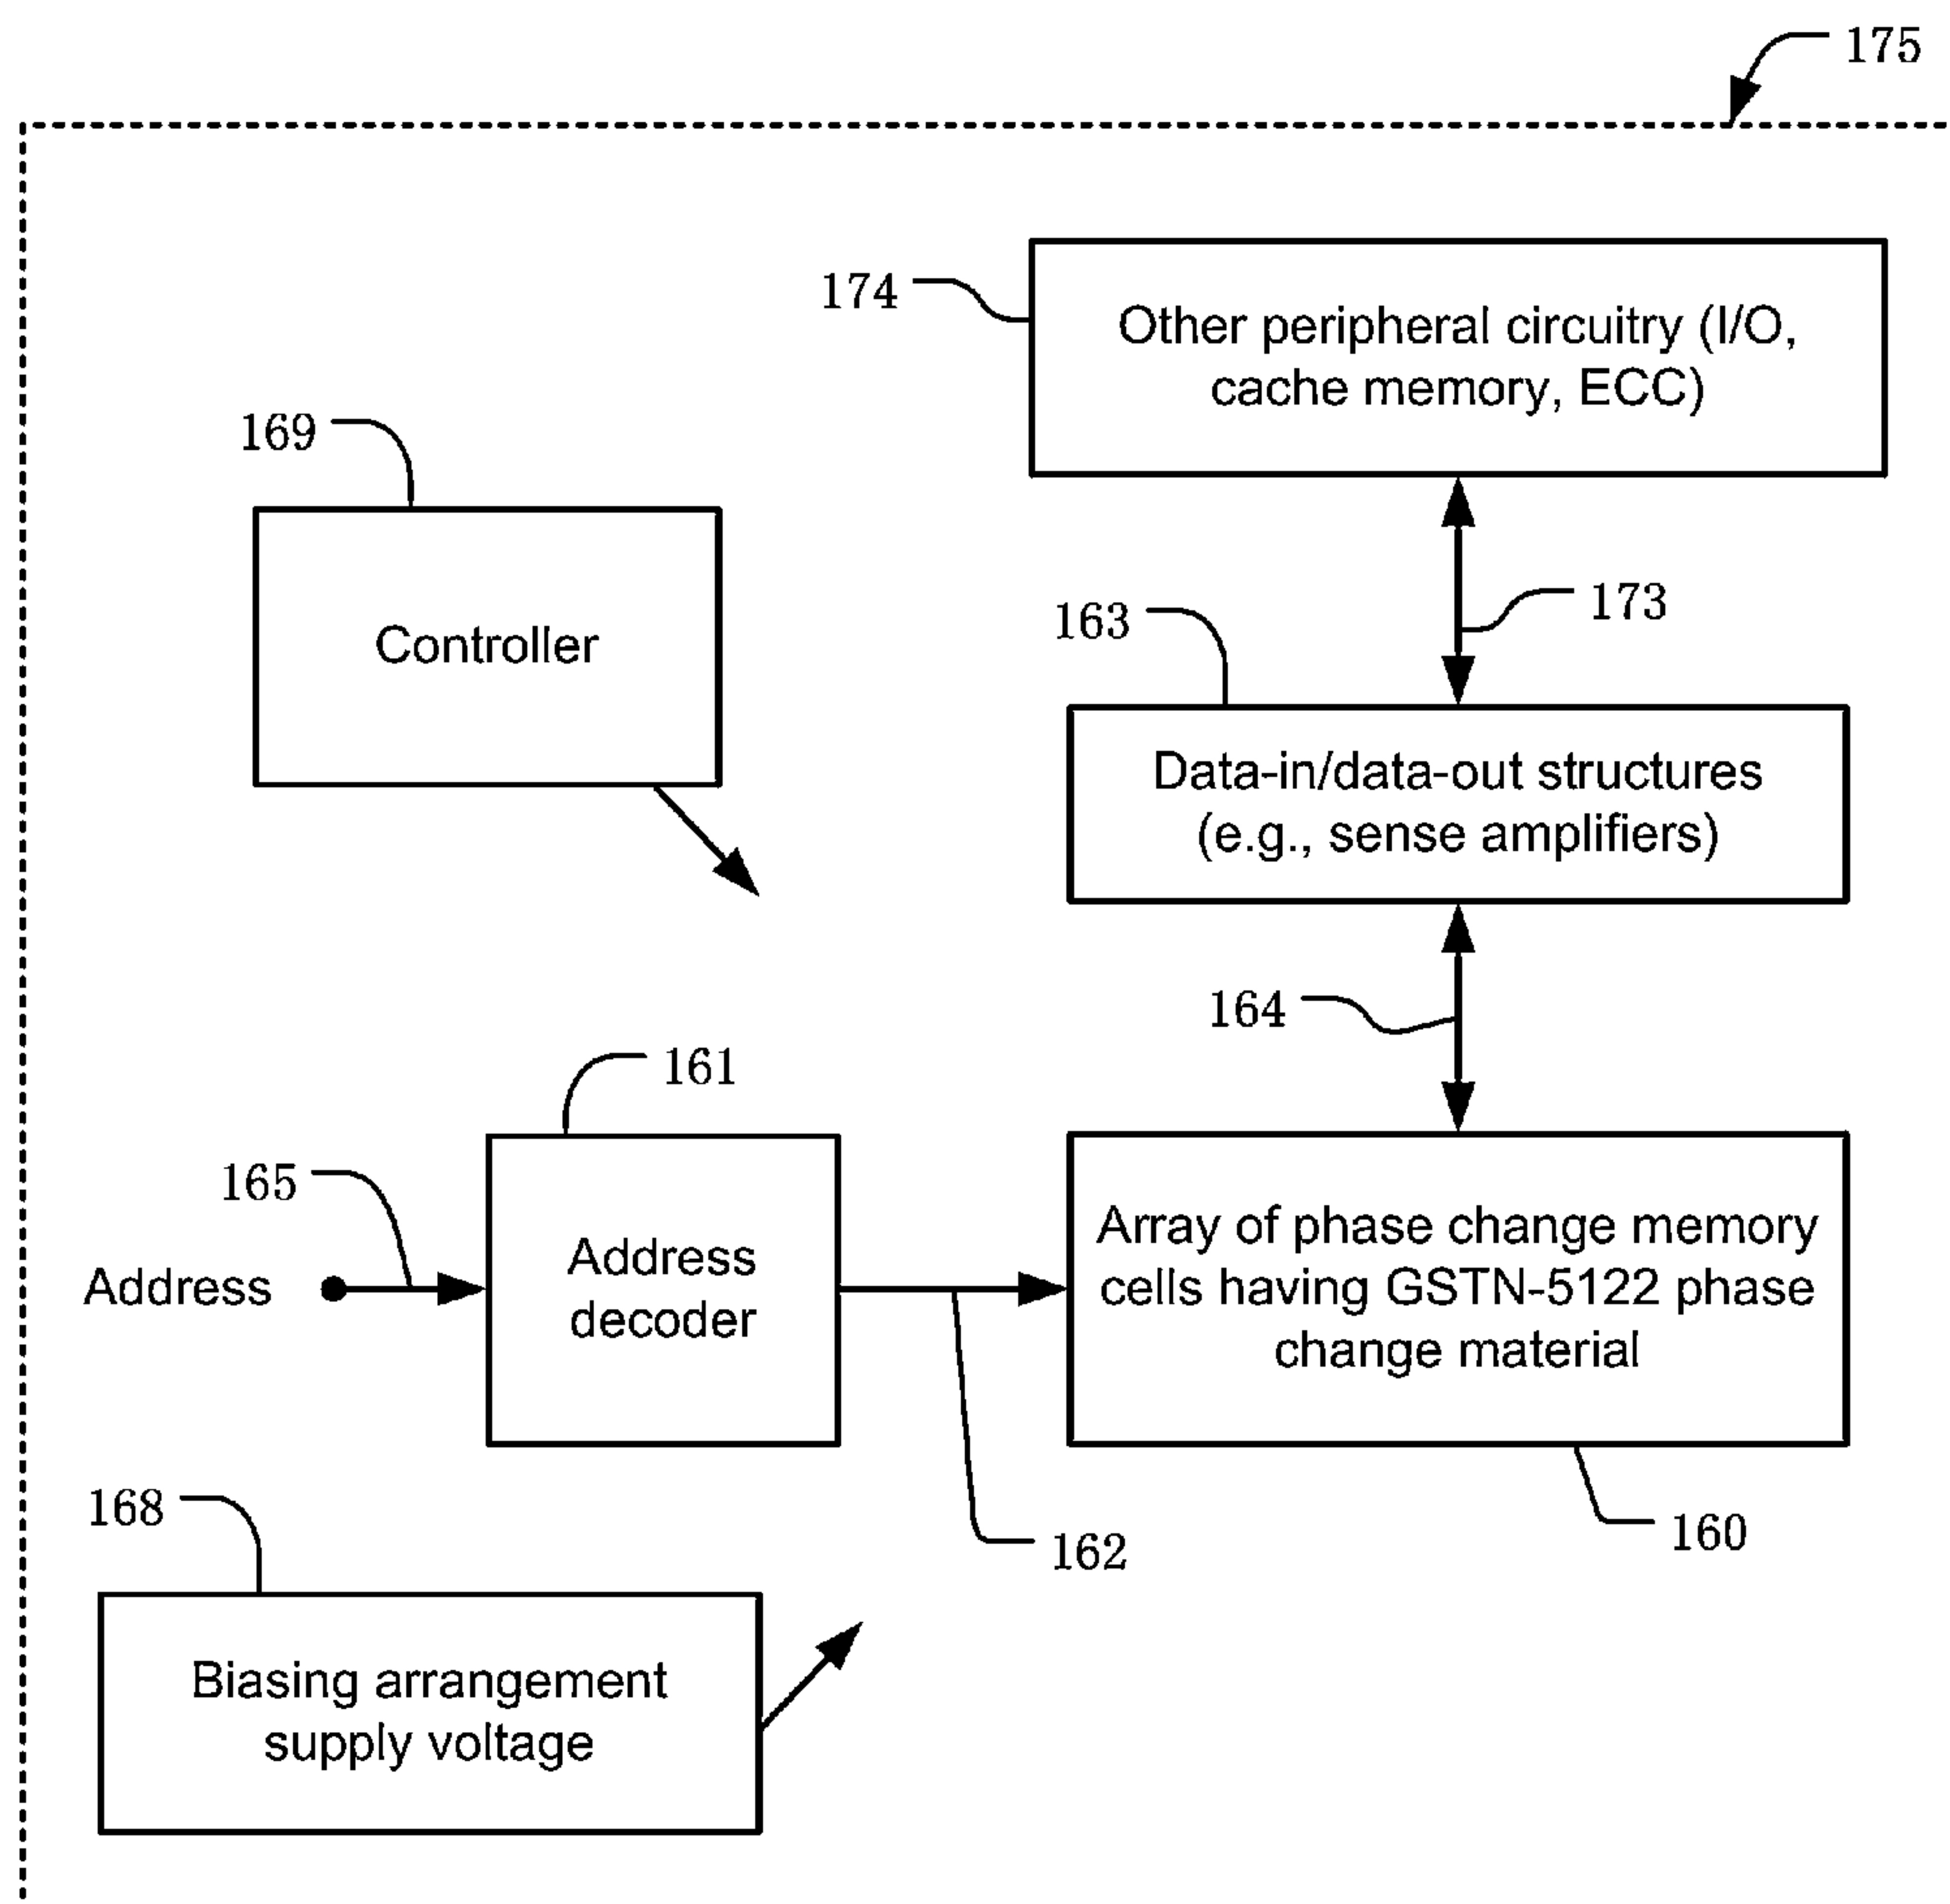 175
174
Other peripheral circuitry (I/O,
cache memory, ECC)
169
Controller
173
163
Data-in/data-out structures
(e.g., sense amplifiers)
164
161
165
Address
Address
decoder
Array of phase change memory
cells having GSTN-5122 phase
change material
168
162
160
Biasing arrangement
supply voltage